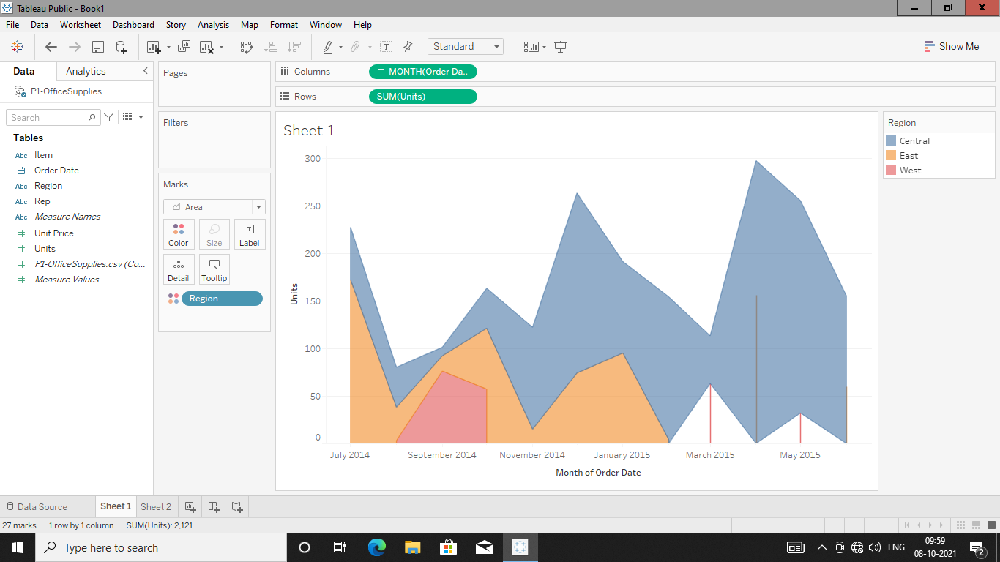 Tableau Public - Book1
File Data Worksheet Dashboard Story Analysis Map Format Window Help
Standard
Show Me
Data Analytics
P1-OfficeSupplies
Search
Tables
Abc Item
Order Date
Abc Region
Abc Rep
Abc Measure Names
Unit Price
Units
P1-OfficeSupplies.csv (Co...
Measure Values
Pages
Filters
Marks
Area
Color Size Label
Detail Tooltip
Region
Columns MONTH(Order Da..
Rows SUM(Units)
Sheet 1
300
250
200
150
100
50
0
Units
July 2014 September 2014 November 2014 January 2015 March 2015 May 2015
Month of Order Date
Region
Central
East
West
Data Source Sheet 1 Sheet 2
27 marks 1 row by 1 column SUM(Units): 2,121
Type here to search
ENG
09:59
08-10-2021
2